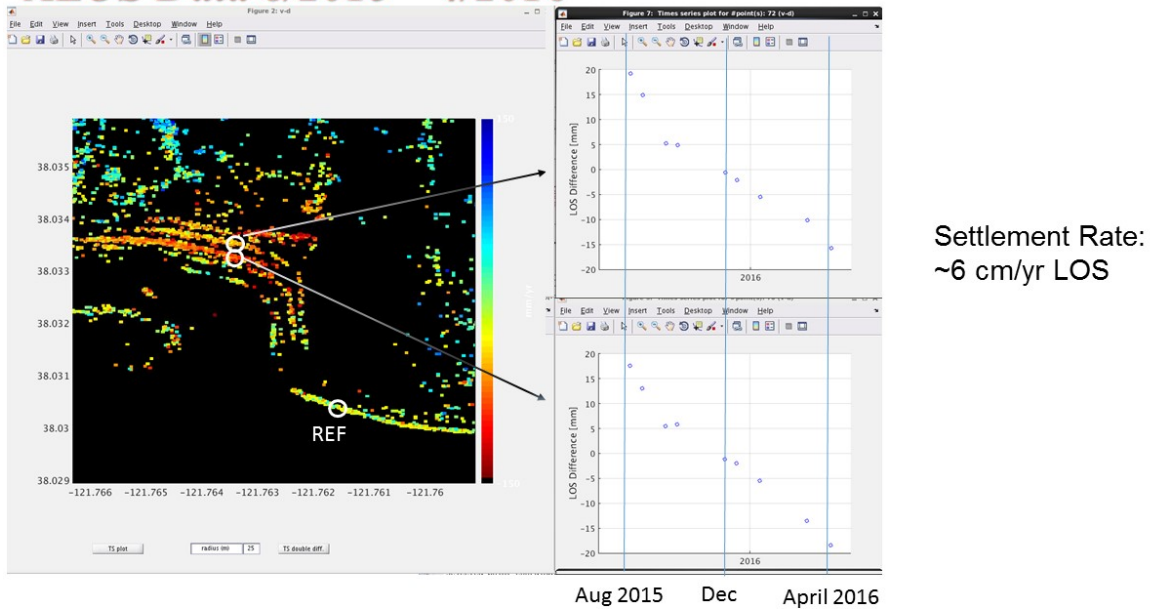 Figure 2: v-d
File Edit View Insert Tools Desktop Window Help
38.035
38.034
38.033
38.032
38.031
38.03
38.029
-121.766 -121.765 -121.764 -121.763 -121.762 -121.761 -121.76
REF
150
mm/yr
-150
TS plot radius (m) 25 TS double diff.
Figure 7: Times series plot for #point(s): 72 (v-d)
File Edit View Insert Tools Desktop Window Help
LOS Difference [mm]
20
15
10
5
0
-5
-10
-15
-20
2016
File Edit View Insert Tools Desktop Window Help
LOS Difference [mm]
20
15
10
5
0
-5
-10
-15
-20
2016
Aug 2015 Dec April 2016
Settlement Rate:
~6 cm/yr LOS